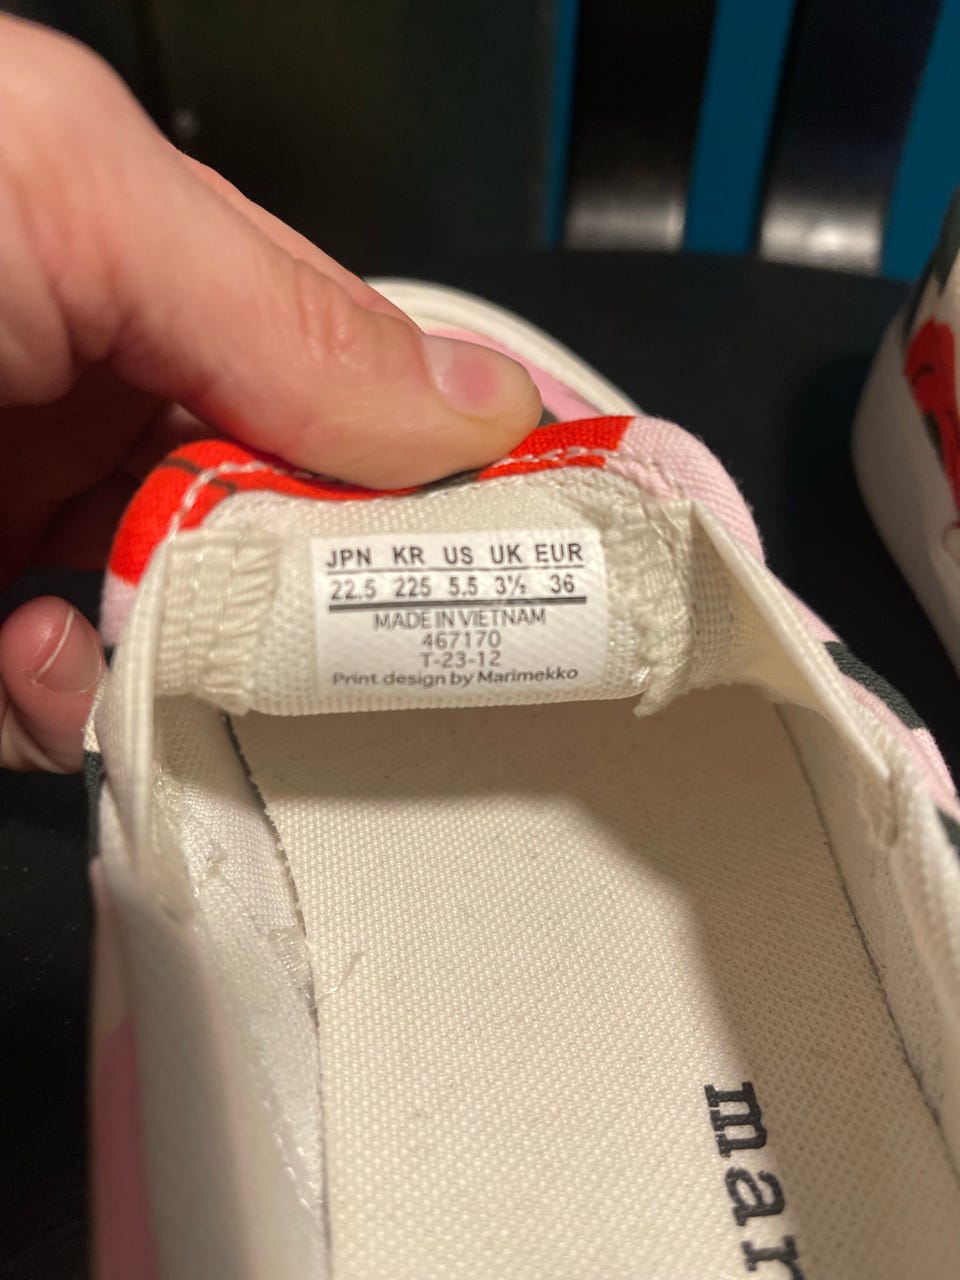 JPN KR US UK EUR
22.5 225 5.5 3½ 36
MADE IN VIETNAM
467170
T-23-12
Print design by Marimekko
mar